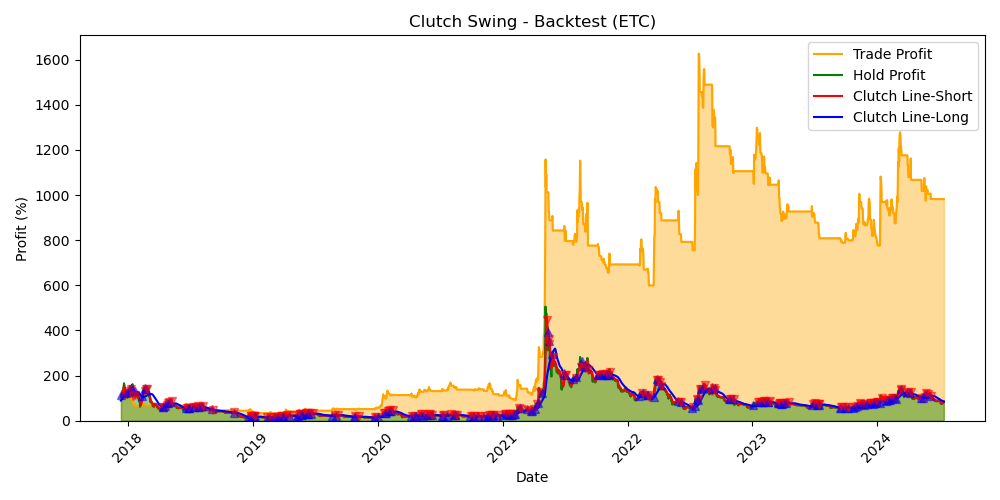 Clutch Swing - Backtest (ETC)
Trade Profit
Hold Profit
Clutch Line-Short
Clutch Line-Long
Profit (%)
1600
1400
1200
1000
800
600
400
200
0
2018
2019
2020
2021
2022
2023
2024
Date